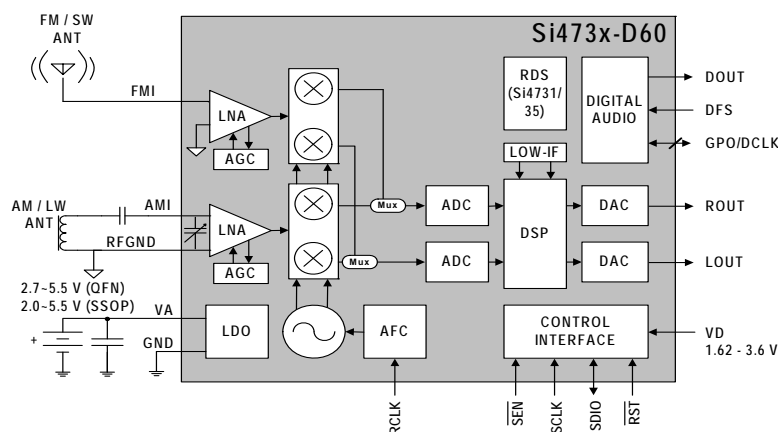 FM / SW
ANT
Si473x-D60
FMI
LNA
AGC
RDS
(Si4731/
35)
DIGITAL
AUDIO
DOUT
DFS
GPO/DCLK
LOW-IF
AM / LW
ANT
AMI
RFGND
LNA
AGC
Mux
Mux
ADC
ADC
DSP
DAC
DAC
ROUT
LOUT
2.7~5.5 V (QFN)
2.0~5.5 V (SSOP)
VA
GND
+
LDO
AFC
CONTROL
INTERFACE
VD
1.62 - 3.6 V
RCLK
SEN
SCLK
SDIO
RST